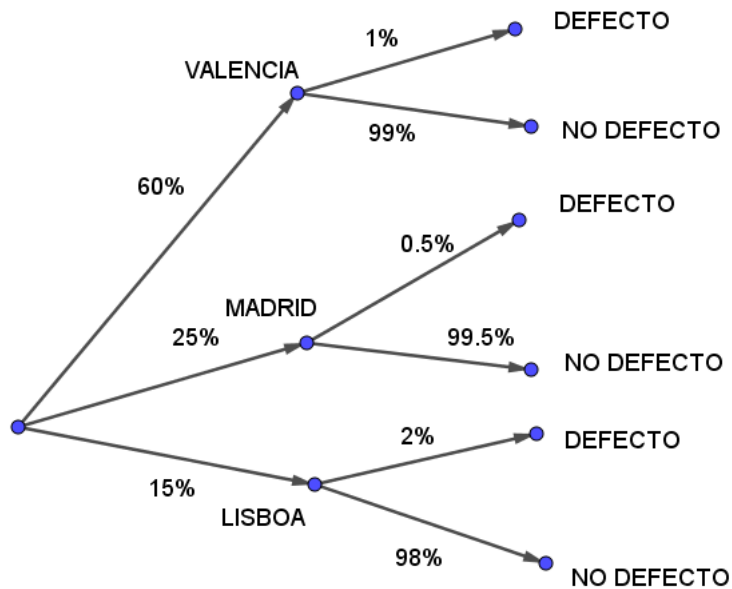 DEFECTO
1%
VALENCIA
99%
NO DEFECTO
60%
DEFECTO
0.5%
MADRID
25%
99.5%
NO DEFECTO
2%
DEFECTO
15%
LISBOA
98%
NO DEFECTO